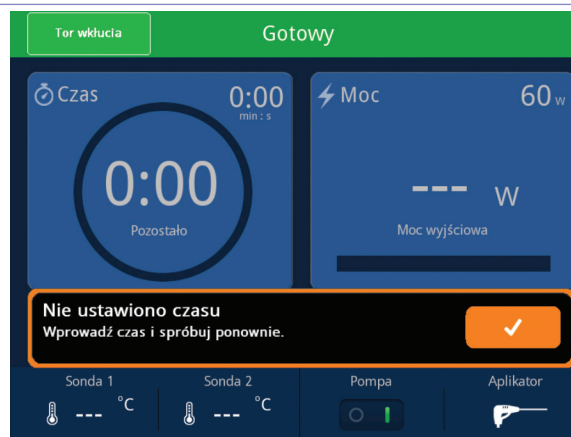 Tor wkłucia
Gotowy
Czas
0:00
min : s
0:00
Pozostało
Moc
60 w
--- W
Moc wyjściowa
Nie ustawiono czasu
Wprowadź czas i spróbuj ponownie.
Sonda 1
--- °C
Sonda 2
--- °C
Pompa
Aplikator